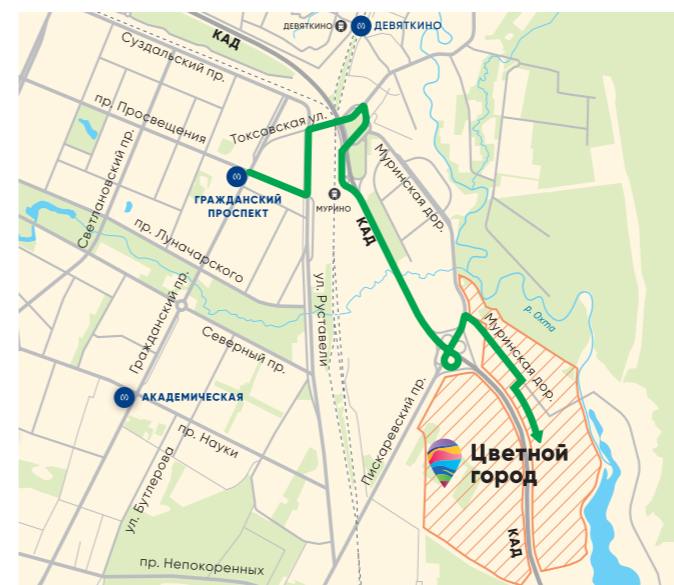 ДЕВЯТКИНО
ДЕВЯТКИНО
КАД
Суздальский пр.
пр. Просвещения
Токсовская ул.
Муринская дор.
Светлановский пр.
ГРАЖДАНСКИЙ
ПРОСПЕКТ
МУРИНО
КАД
пр. Луначарского
Гражданский пр.
ул. Руставели
р. Охта
Муринская дор.
Северный пр.
АКАДЕМИЧЕСКАЯ
Пискаревский пр.
пр. Науки
ул. Бутлерова
Цветной
город
КАД
пр. Непокоренных